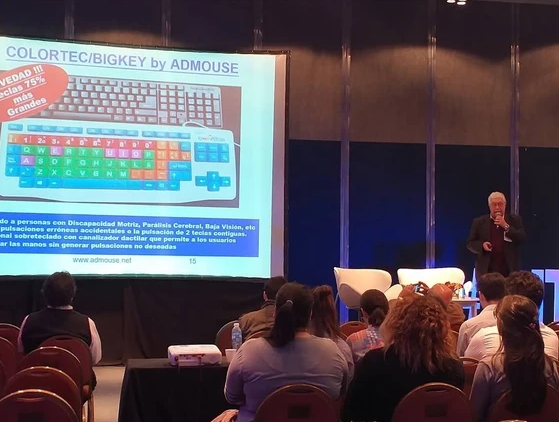 COLORTEC/BIGKEY by ADMOUSE
VEDAD !!!
eclas 75%
más
Grandes
do a personas con Discapacidad Motriz, Parálisis Cerebral, Baja Visión, etc
pulsaciones erróneas accidentales o la pulsación de 2 teclas contiguas.
nal sobreteclado con canalizador dactilar que permite a los usuarios
ar las manos sin generar pulsaciones no deseadas
www.admouse.net 15